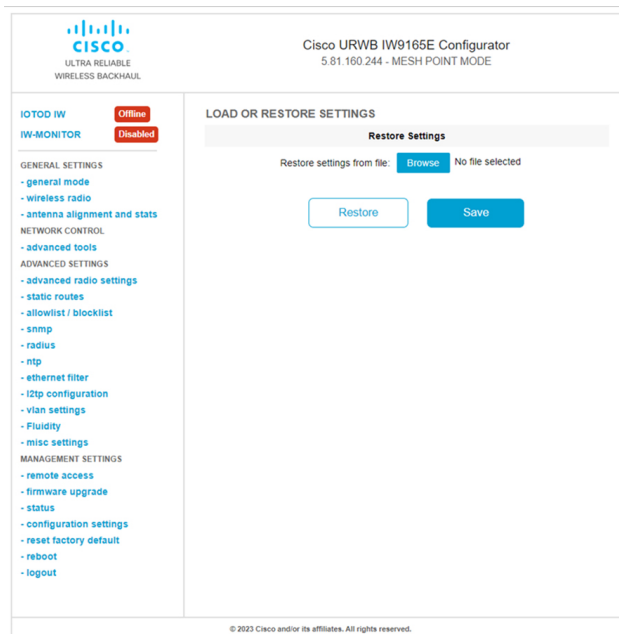 CISCO
ULTRA RELIABLE
WIRELESS BACKHAUL
Cisco URWB IW9165E Configurator
5.81.160.244 - MESH POINT MODE
IOTOD IW Offline
IW-MONITOR Disabled
GENERAL SETTINGS
- general mode
- wireless radio
- antenna alignment and stats
NETWORK CONTROL
- advanced tools
ADVANCED SETTINGS
- advanced radio settings
- static routes
- allowlist / blocklist
- snmp
- radius
- ntp
- ethernet filter
- l2tp configuration
- vlan settings
- Fluidity
- misc settings
MANAGEMENT SETTINGS
- remote access
- firmware upgrade
- status
- configuration settings
- reset factory default
- reboot
- logout
LOAD OR RESTORE SETTINGS
Restore Settings
Restore settings from file: Browse No file selected
Restore Save
© 2023 Cisco and/or its affiliates. All rights reserved.